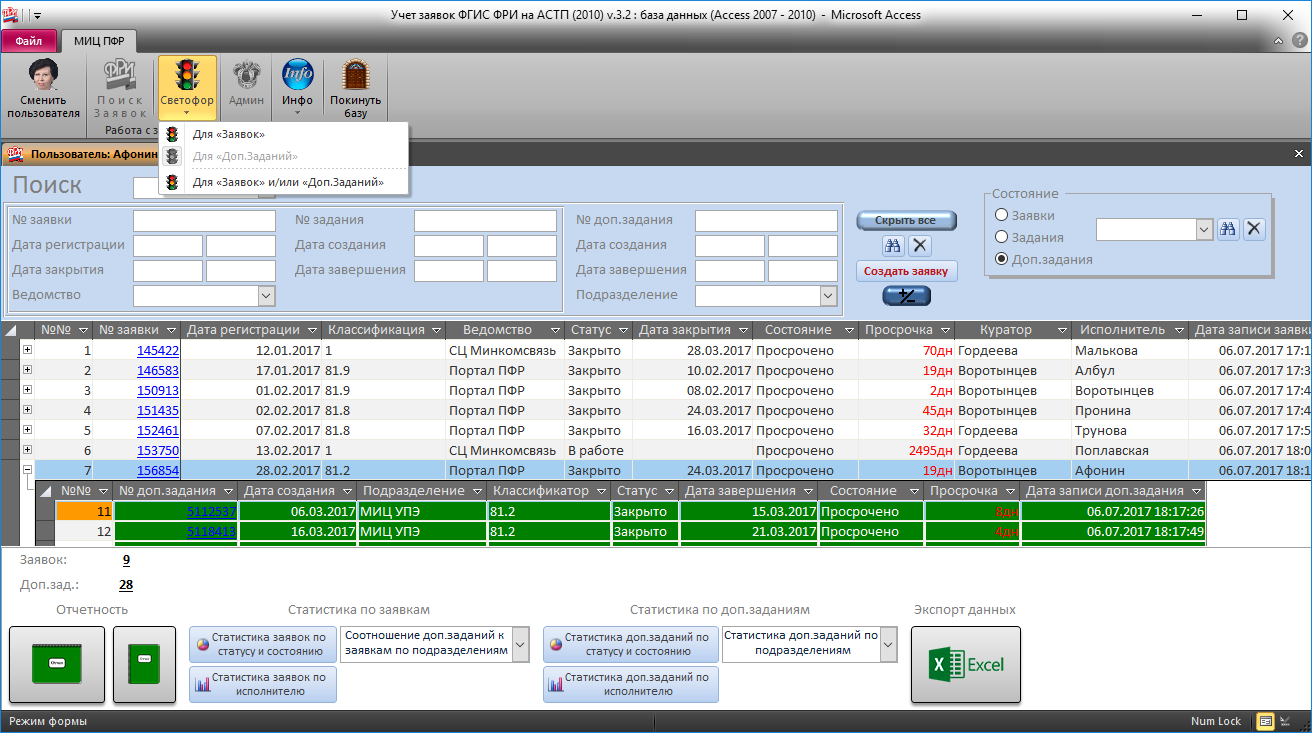 Учет заявок ФГИС ФРИ на АСТП (2010) v.3.2 : база данных (Access 2007 - 2010) - Microsoft Access
Файл МИЦ ПФР
Сменить пользователя
Поиск Заявок
Светофор
Админ
Инфо
Покинуть базу
Работа с з
Для «Заявок»
Для «Доп.Заданий»
Для «Заявок» и/или «Доп.Заданий»
Пользователь: Афонин
Поиск
№ заявки № задания № доп.задания
Дата регистрации Дата создания Дата создания
Дата закрытия Дата завершения Дата завершения
Ведомство Подразделение
Скрыть все
Создать заявку
+/-
Состояние
Заявки
Задания
Доп.задания
№№ № заявки Дата регистрации Классификация Ведомство Статус Дата закрытия Состояние Просрочка Куратор Исполнитель Дата записи заявки
1 145422 12.01.2017 1 СЦ Минкомсвязь Закрыто 28.03.2017 Просрочено 70дн Гордеева Малькова 06.07.2017 17:1
2 146583 17.01.2017 81.9 Портал ПФР Закрыто 10.02.2017 Просрочено 19дн Воротынцев Албул 06.07.2017 17:3
3 150913 01.02.2017 81.9 Портал ПФР Закрыто 08.02.2017 Просрочено 2дн Воротынцев Воротынцев 06.07.2017 17:4
4 151435 02.02.2017 81.8 Портал ПФР Закрыто 24.03.2017 Просрочено 45дн Воротынцев Пронина 06.07.2017 17:4
5 152461 07.02.2017 81.8 Портал ПФР Закрыто 16.03.2017 Просрочено 32дн Гордеева Трунова 06.07.2017 17:5
6 153750 13.02.2017 1 СЦ Минкомсвязь В работе Просрочено 2495дн Гордеева Поплавская 06.07.2017 18:0
7 156854 28.02.2017 81.2 Портал ПФР Закрыто 24.03.2017 Просрочено 19дн Воротынцев Афонин 06.07.2017 18:1
№№ № доп.задания Дата создания Подразделение Классификатор Статус Дата завершения Состояние Просрочка Дата записи доп.задания
11 5112537 06.03.2017 МИЦ УПЭ 81.2 Закрыто 15.03.2017 Просрочено 8дн 06.07.2017 18:17:26
12 5118413 16.03.2017 МИЦ УПЭ 81.2 Закрыто 21.03.2017 Просрочено 4дн 06.07.2017 18:17:49
Заявок: 9
Доп.зад.: 28
Отчетность Статистика по заявкам Статистика по доп.заданиям Экспорт данных
Статистика заявок по статусу и состоянию
Соотношение доп.заданий к заявкам по подразделениям
Статистика доп.заданий по статусу и состоянию
Статистика доп.заданий по подразделениям
Статистика заявок по исполнителю
Статистика доп.заданий по исполнителю
Excel
Режим формы Num Lock